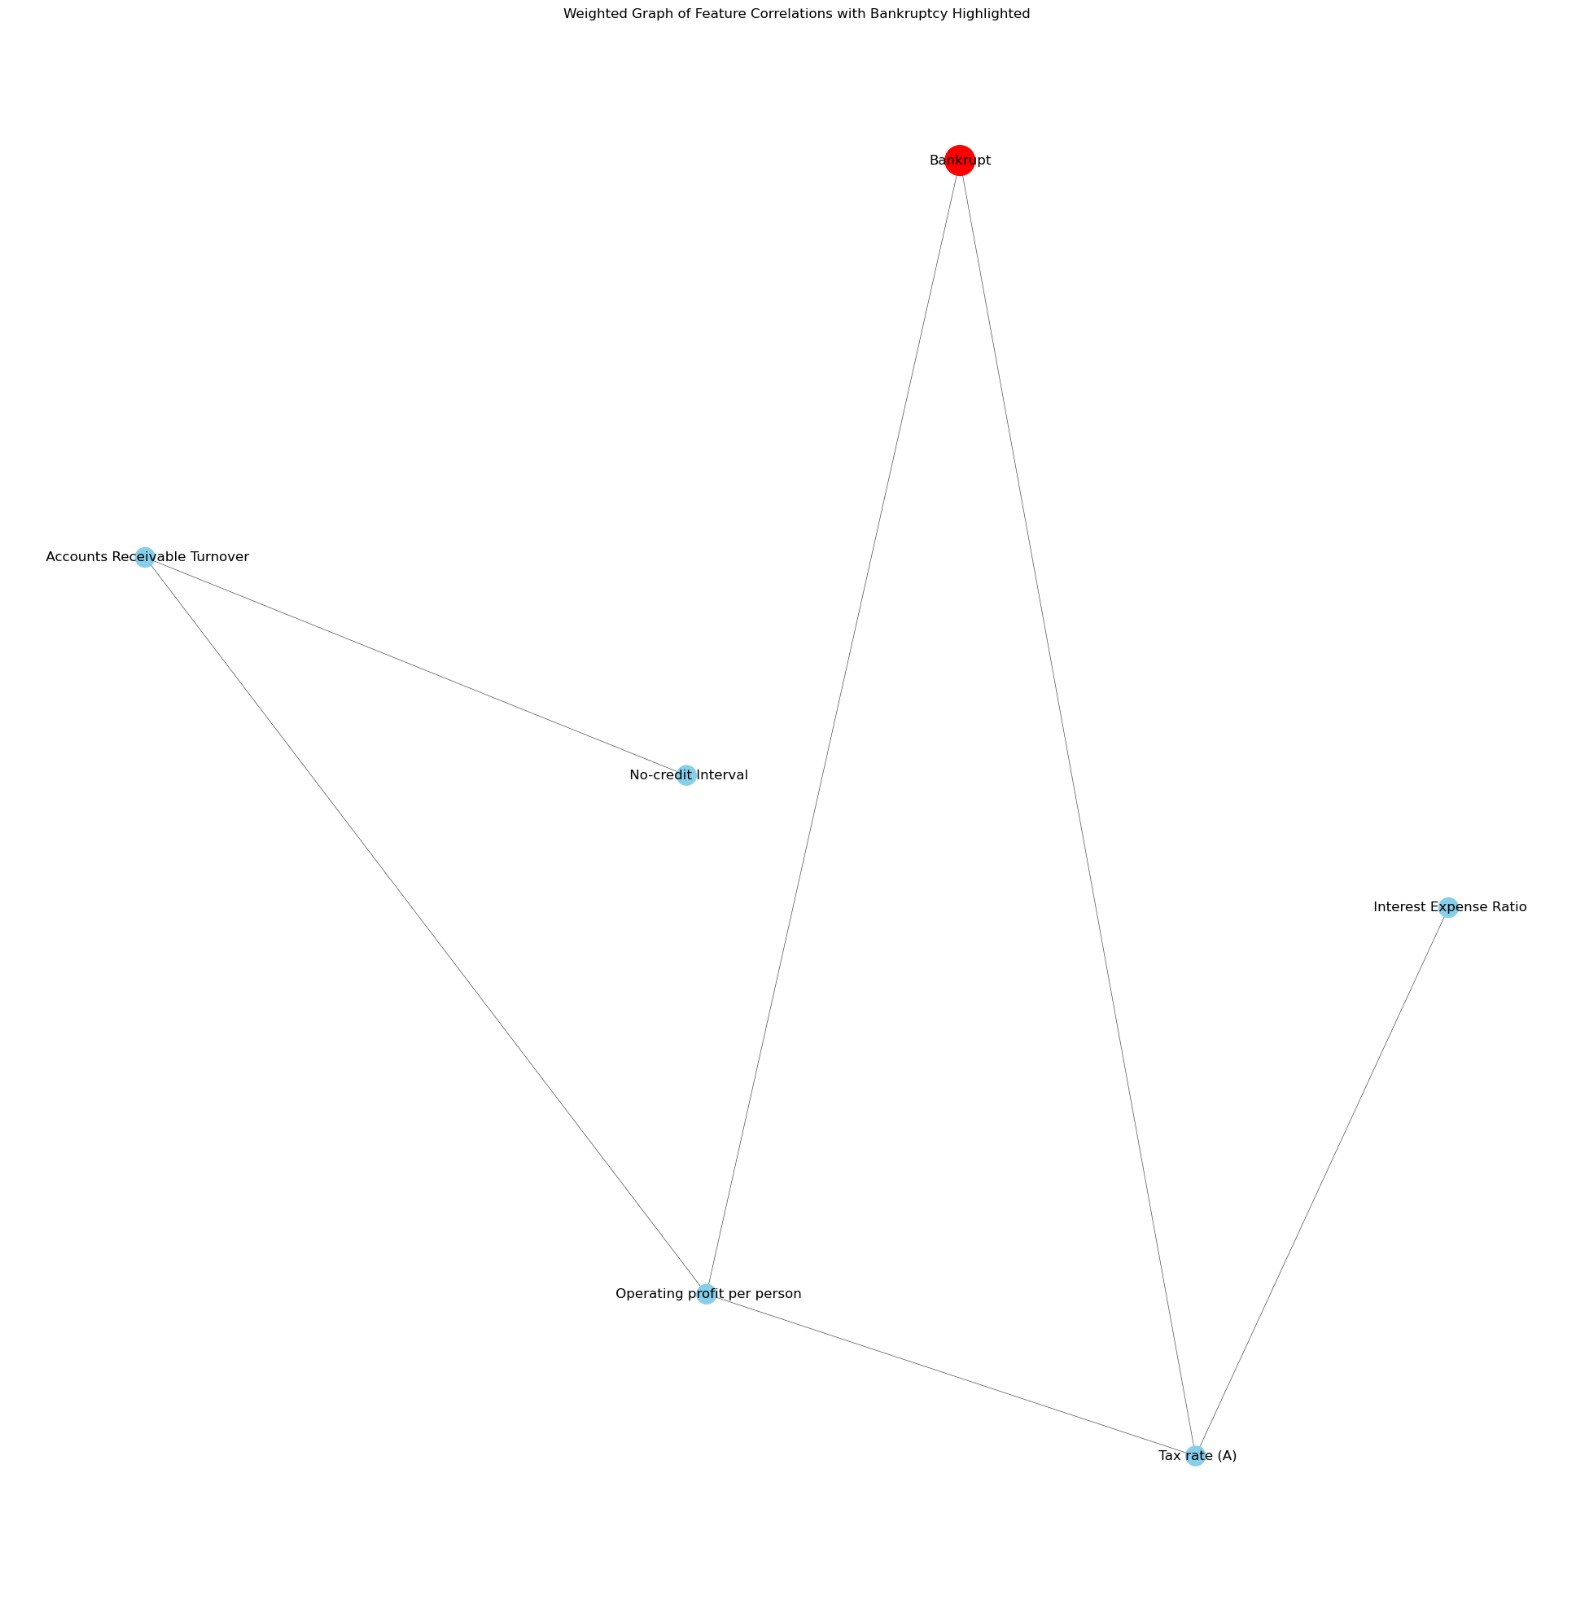 Weighted Graph of Feature Correlations with Bankruptcy Highlighted
Bankrupt
Accounts Receivable Turnover
No-credit Interval
Interest Expense Ratio
Operating profit per person
Tax rate (A)